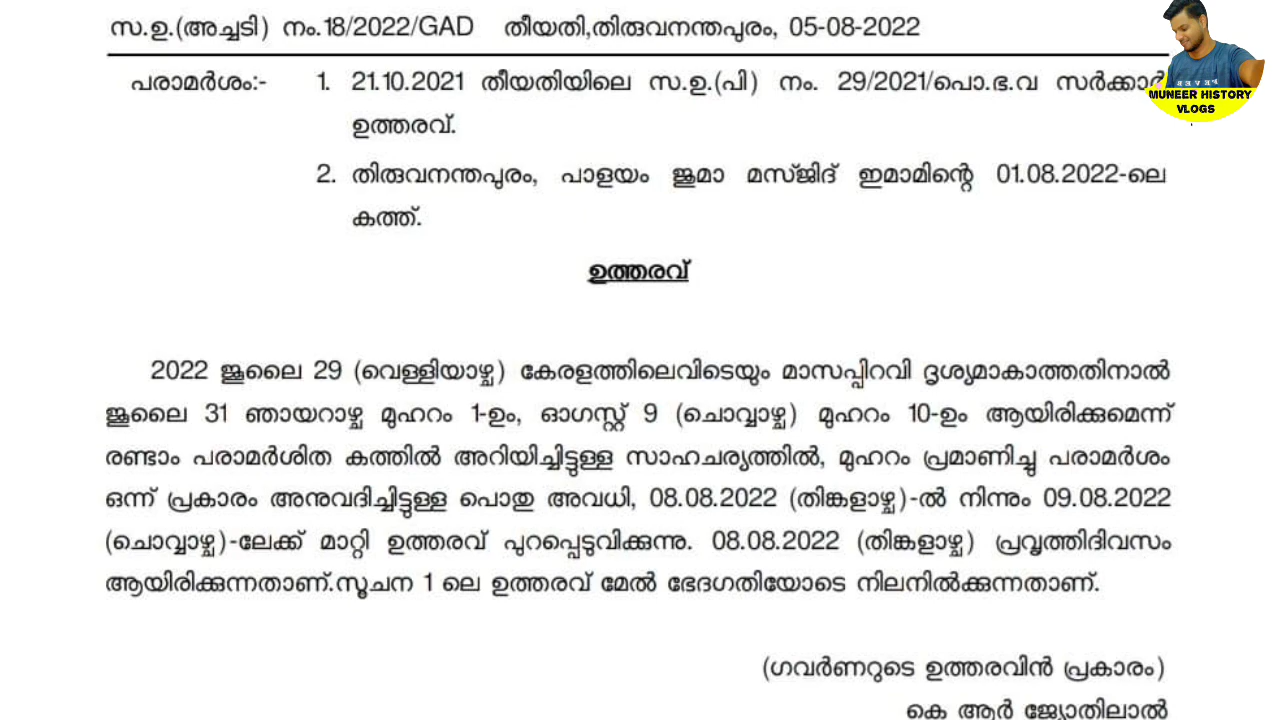 സ.ഉ.(അച്ചടി) നം.18/2022/GAD തീയതി,തിരുവനന്തപുരം, 05-08-2022
പരാമർശം:- 1. 21.10.2021 തീയതിയിലെ സ.ഉ.(പി) നം. 29/2021/പൊ.ഭ.വ സർക്കാർ
ഉത്തരവ്.
2. തിരുവനന്തപുരം, പാളയം ജുമാ മസ്ജിദ് ഇമാമിന്റെ 01.08.2022-ലെ
കത്ത്.
ഉത്തരവ്
2022 ജൂലൈ 29 (വെള്ളിയാഴ്ച) കേരളത്തിലെവിടെയും മാസപ്പിറവി ദൃശ്യമാകാത്തതിനാൽ
ജൂലൈ 31 ഞായറാഴ്ച മുഹറം 1-ഉം, ഓഗസ്റ്റ് 9 (ചൊവ്വാഴ്ച) മുഹറം 10-ഉം ആയിരിക്കുമെന്ന്
രണ്ടാം പരാമർശിത കത്തിൽ അറിയിച്ചിട്ടുള്ള സാഹചര്യത്തിൽ, മുഹറം പ്രമാണിച്ചു പരാമർശം
ഒന്ന് പ്രകാരം അനുവദിച്ചിട്ടുള്ള പൊതു അവധി, 08.08.2022 (തിങ്കളാഴ്ച)-ൽ നിന്നും 09.08.2022
(ചൊവ്വാഴ്ച)-ലേക്ക് മാറ്റി ഉത്തരവ് പുറപ്പെടുവിക്കുന്നു. 08.08.2022 (തിങ്കളാഴ്ച) പ്രവൃത്തിദിവസം
ആയിരിക്കുന്നതാണ്.സൂചന 1 ലെ ഉത്തരവ് മേൽ ഭേദഗതിയോടെ നിലനിൽക്കുന്നതാണ്.
(ഗവർണറുടെ ഉത്തരവിൻ പ്രകാരം)
കെ ആർ ജ്യോതിലാൽ
MUNEER HISTORY
VLOGS